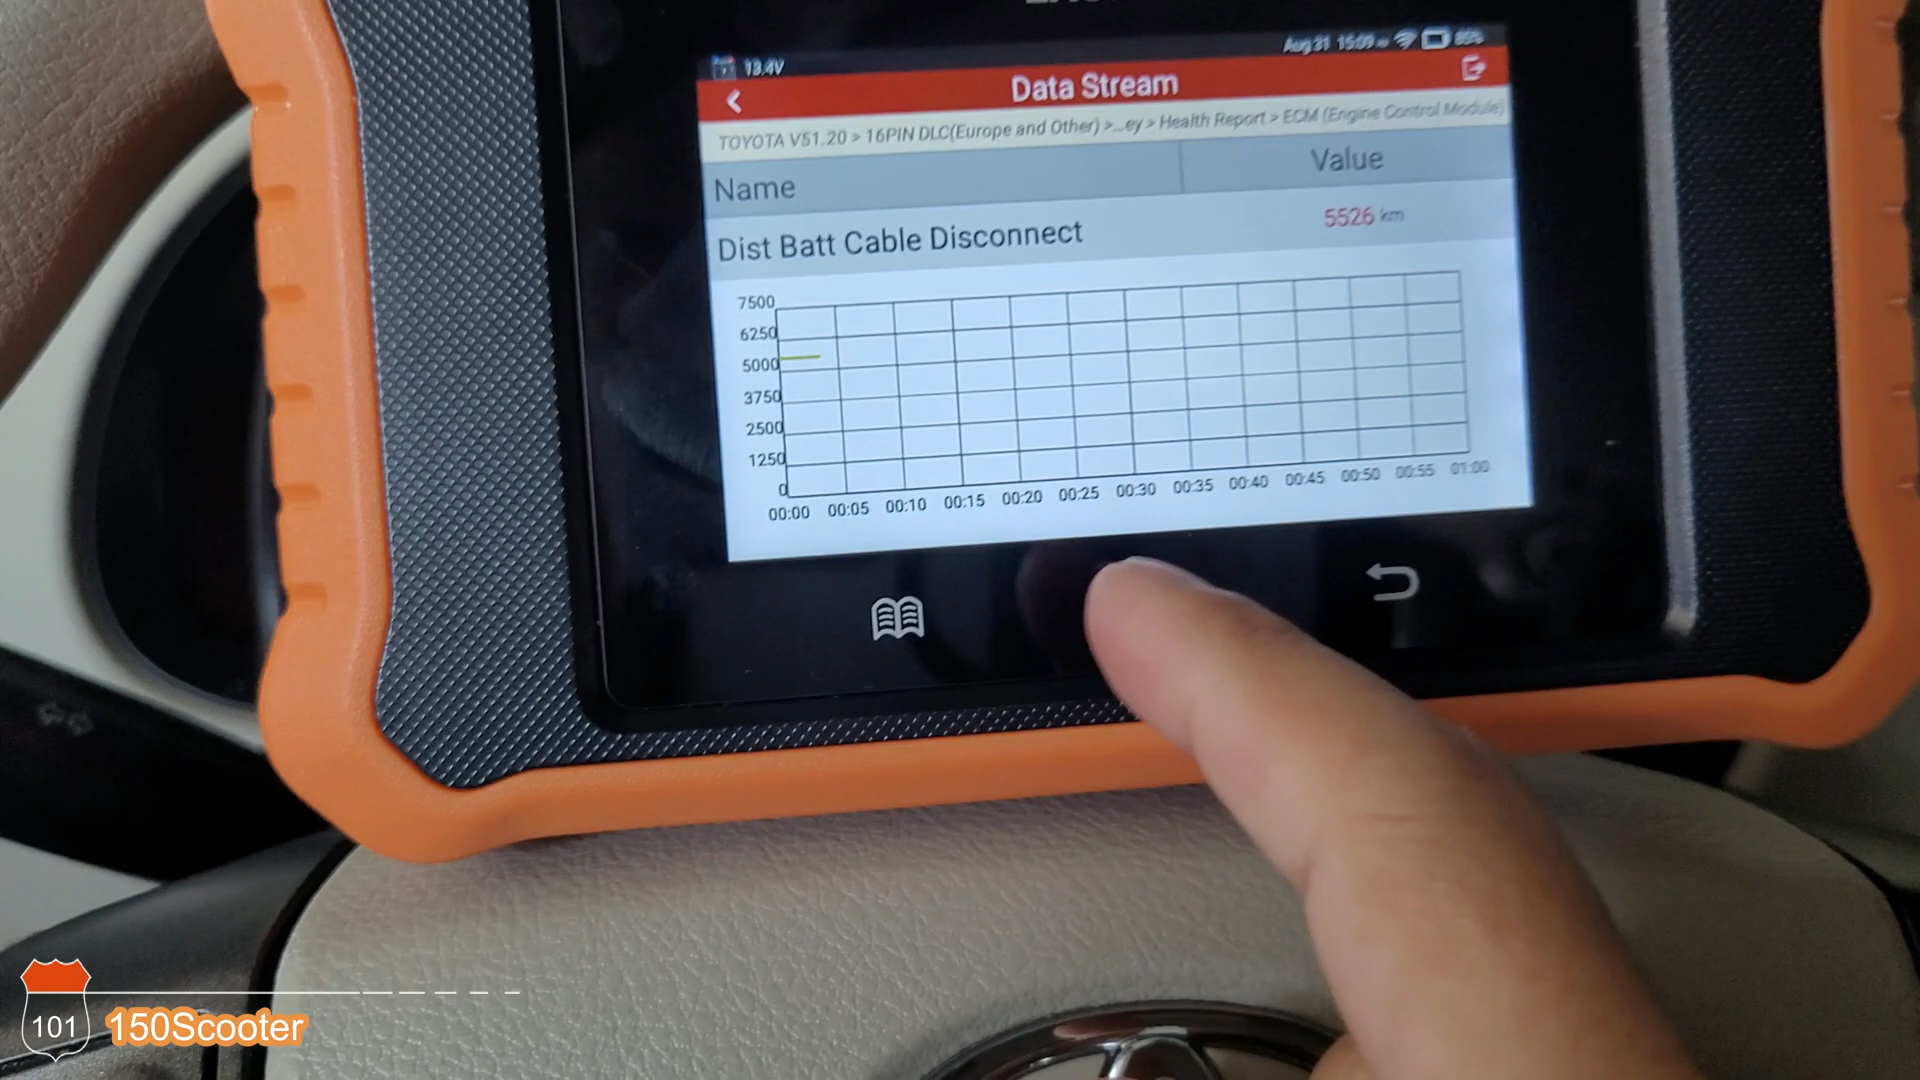 13.4V
Aug 31 15:09
Data Stream
TOYOTA V51.20 > 16PIN DLC(Europe and Other) >...ey > Health Report > ECM (Engine Control Module)
Name Value
Dist Batt Cable Disconnect 5526 km
7500
6250
5000
3750
2500
1250
0
00:00 00:05 00:10 00:15 00:20 00:25 00:30 00:35 00:40 00:45 00:50 00:55 01:00
101 150Scooter